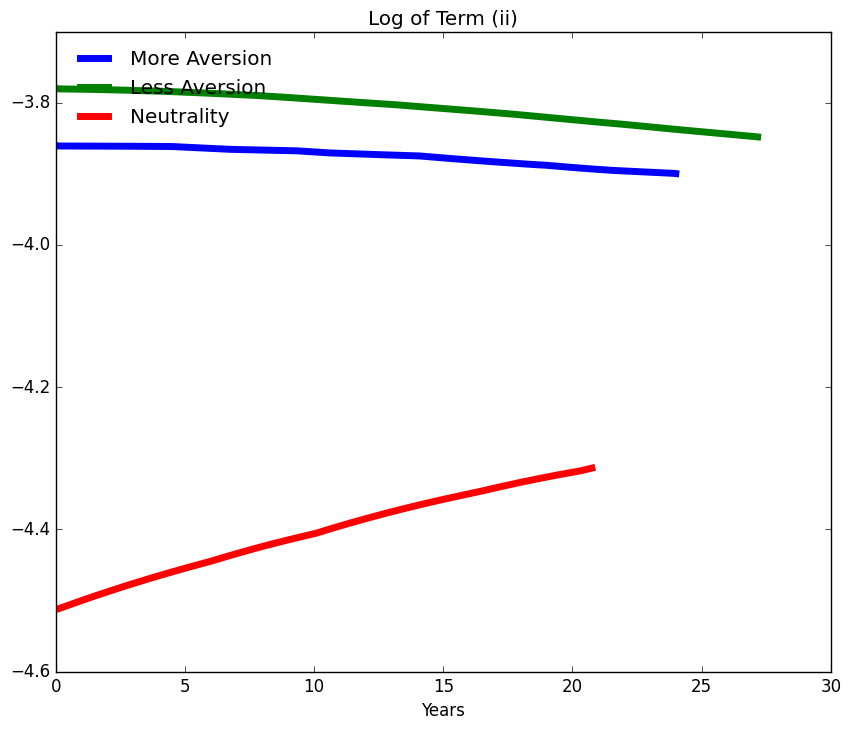 Log of Term (ii)
More Aversion
Less Aversion
Neutrality
−3.8
−4.0
−4.2
−4.4
−4.6
0 5 10 15 20 25 30
Years